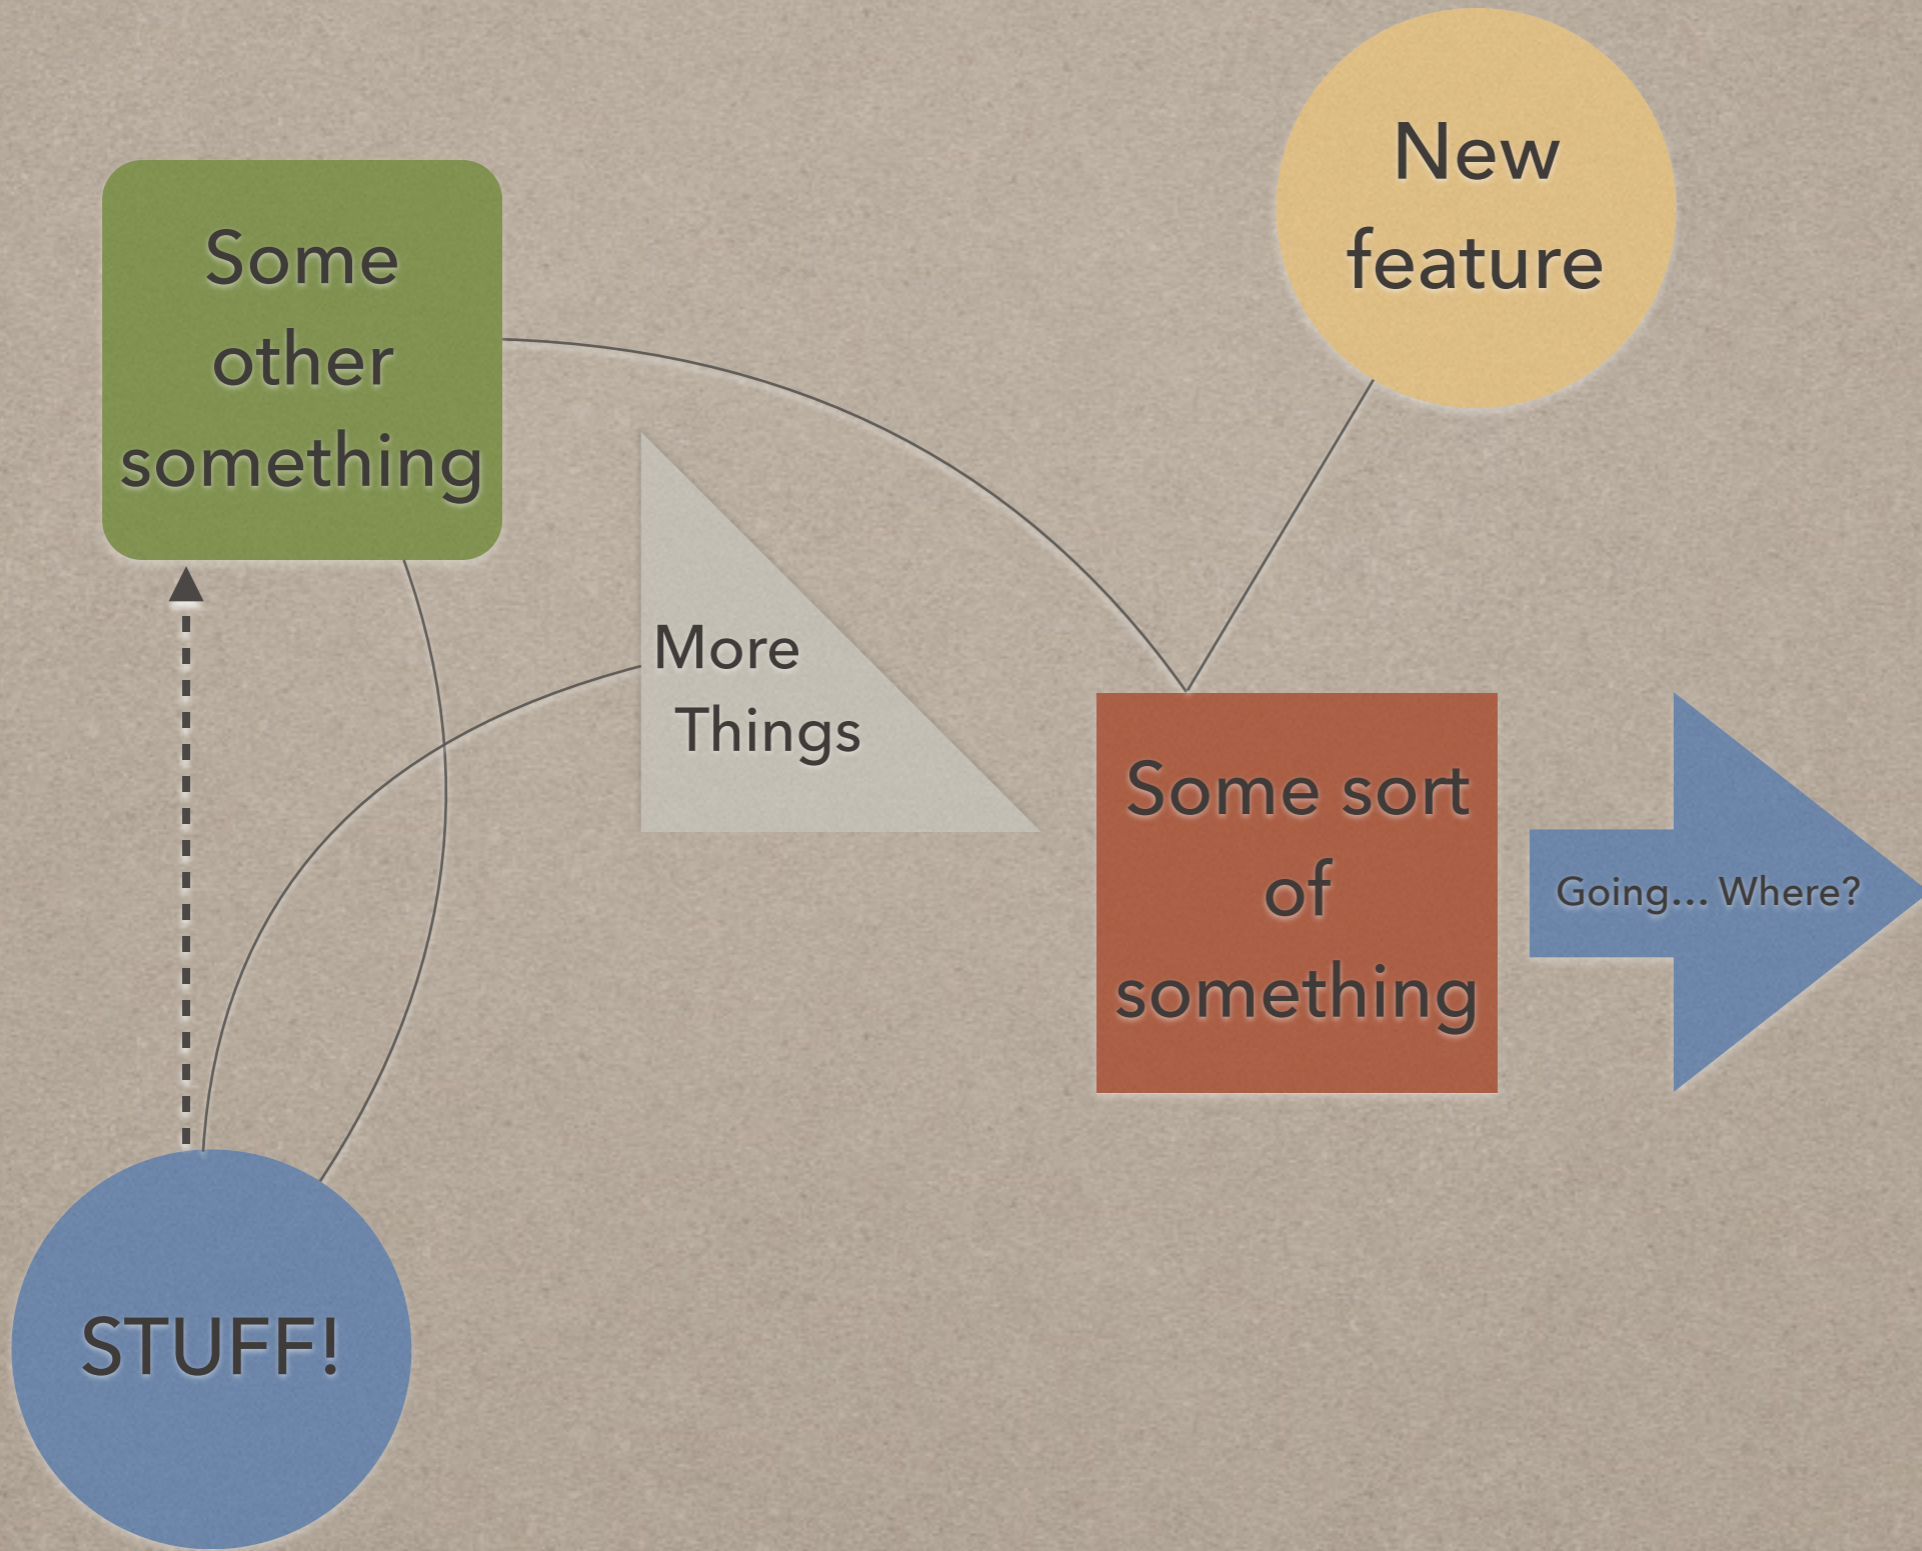 New
feature
Some
other
something
More
Things
Some sort
of
something
Going... Where?
STUFF!